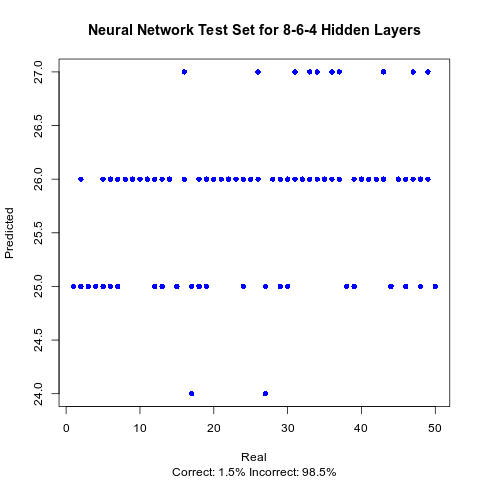 Neural Network Test Set for 8-6-4 Hidden Layers
27.0
26.5
26.0
25.5
25.0
24.5
24.0
Predicted
0 10 20 30 40 50
Real
Correct: 1.5% Incorrect: 98.5%